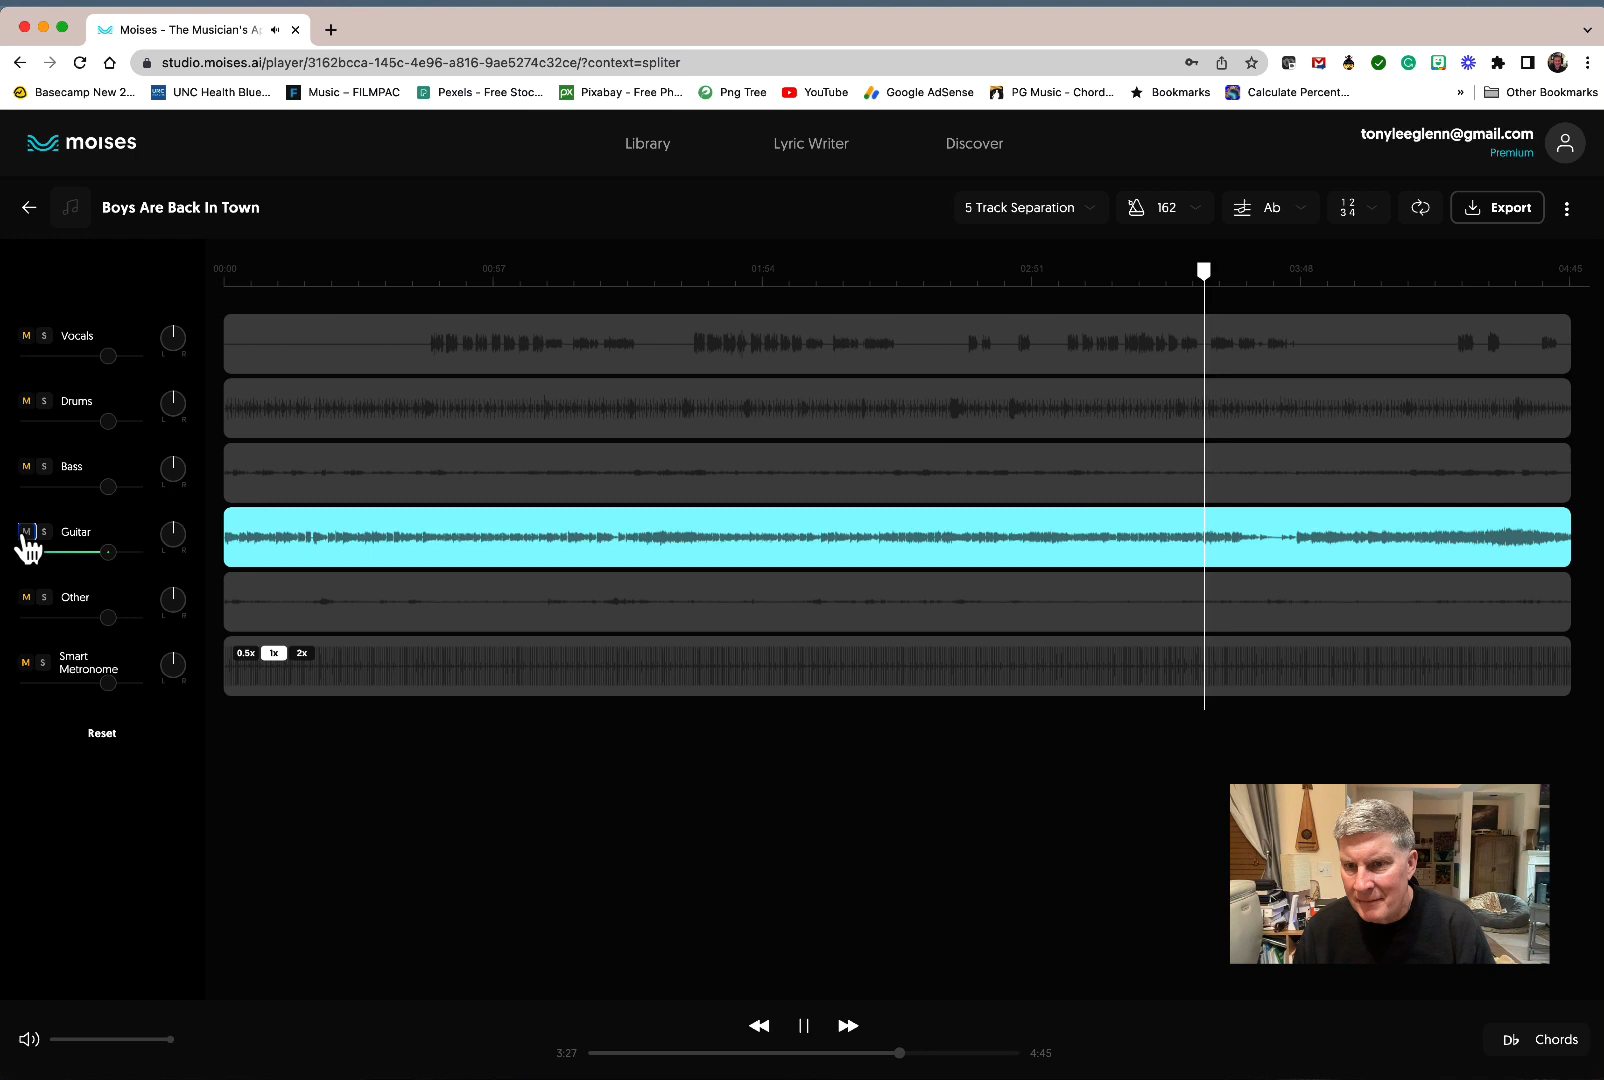 Moises - The Musician's Ap
studio.moises.ai/player/3162bcca-145c-4e96-a816-9ae5274c32ce/?context=spliter
Basecamp New 2... UNC Health Blue... Music – FILMPAC Pexels - Free Stoc... Pixabay - Free Ph... Png Tree YouTube Google AdSense PG Music - Chord... Bookmarks Calculate Percent... » Other Bookmarks
moises Library Lyric Writer Discover tonyleeglenn@gmail.com
Premium
Boys Are Back In Town 5 Track Separation 162 Ab 1 2 3 4 Export
00:00 00:57 01:54 02:51 03:48 04:45
M S Vocals L R
M S Drums L R
M S Bass L R
M S Guitar L R
M S Other L R
M S Smart Metronome L R 0.5x 1x 2x
Reset
3:27 4:45
D♭ Chords